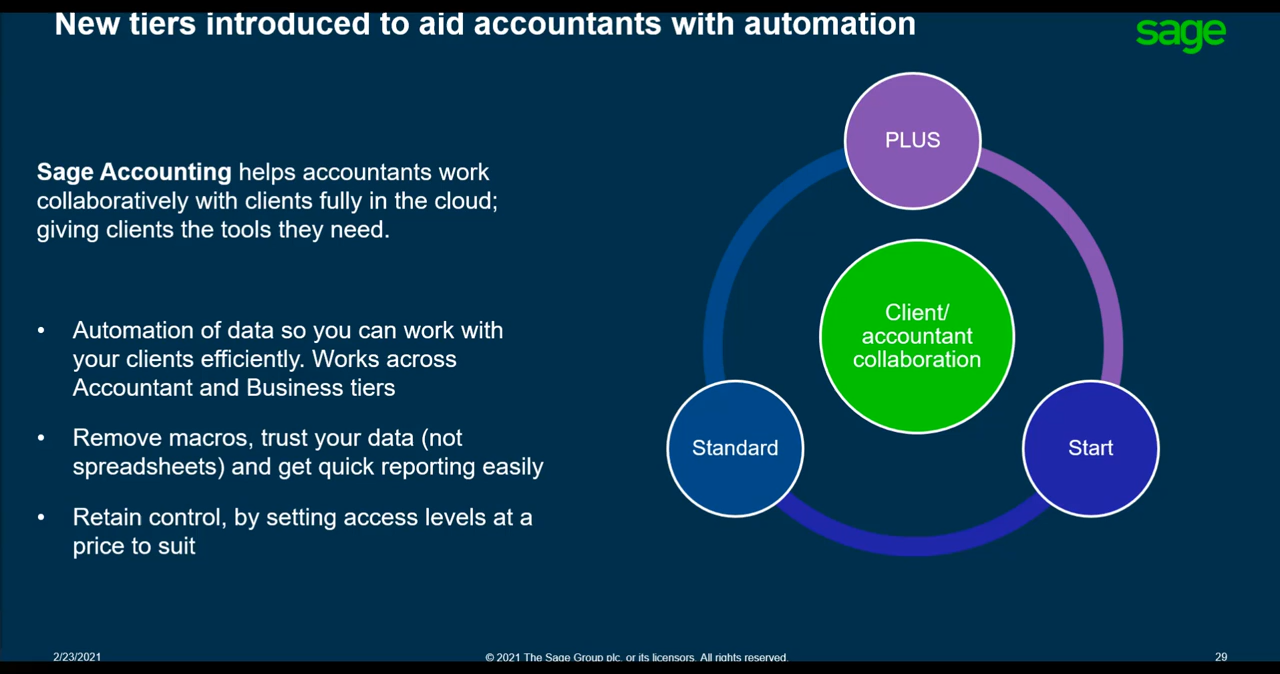 New tiers introduced to aid accountants with automation
sage
Sage Accounting helps accountants work
collaboratively with clients fully in the cloud;
giving clients the tools they need.
• Automation of data so you can work with
your clients efficiently. Works across
Accountant and Business tiers
• Remove macros, trust your data (not
spreadsheets) and get quick reporting easily
• Retain control, by setting access levels at a
price to suit
PLUS
Client/
accountant
collaboration
Standard
Start
2/23/2021
© 2021 The Sage Group plc, or its licensors. All rights reserved.
29